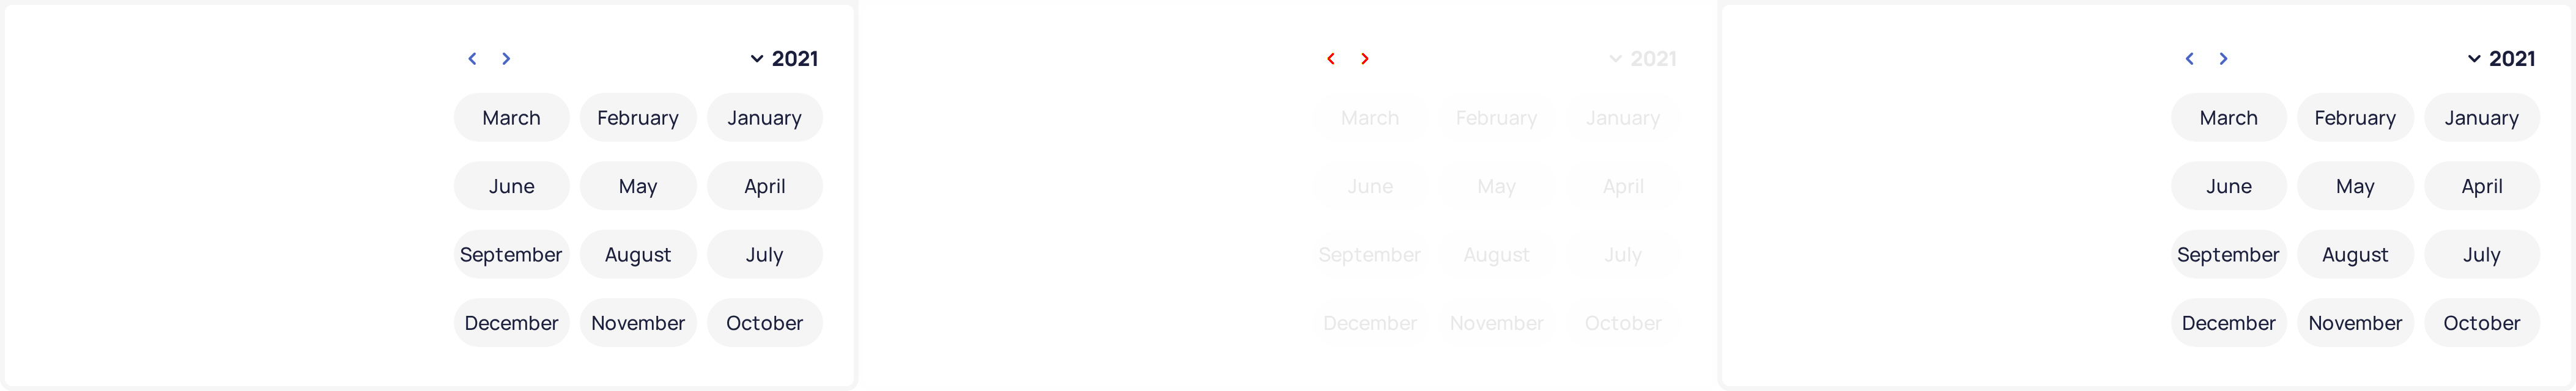 2021
March February January
June May April
September August July
December November October
2021
March February January
June May April
September August July
December November October
2021
March February January
June May April
September August July
December November October